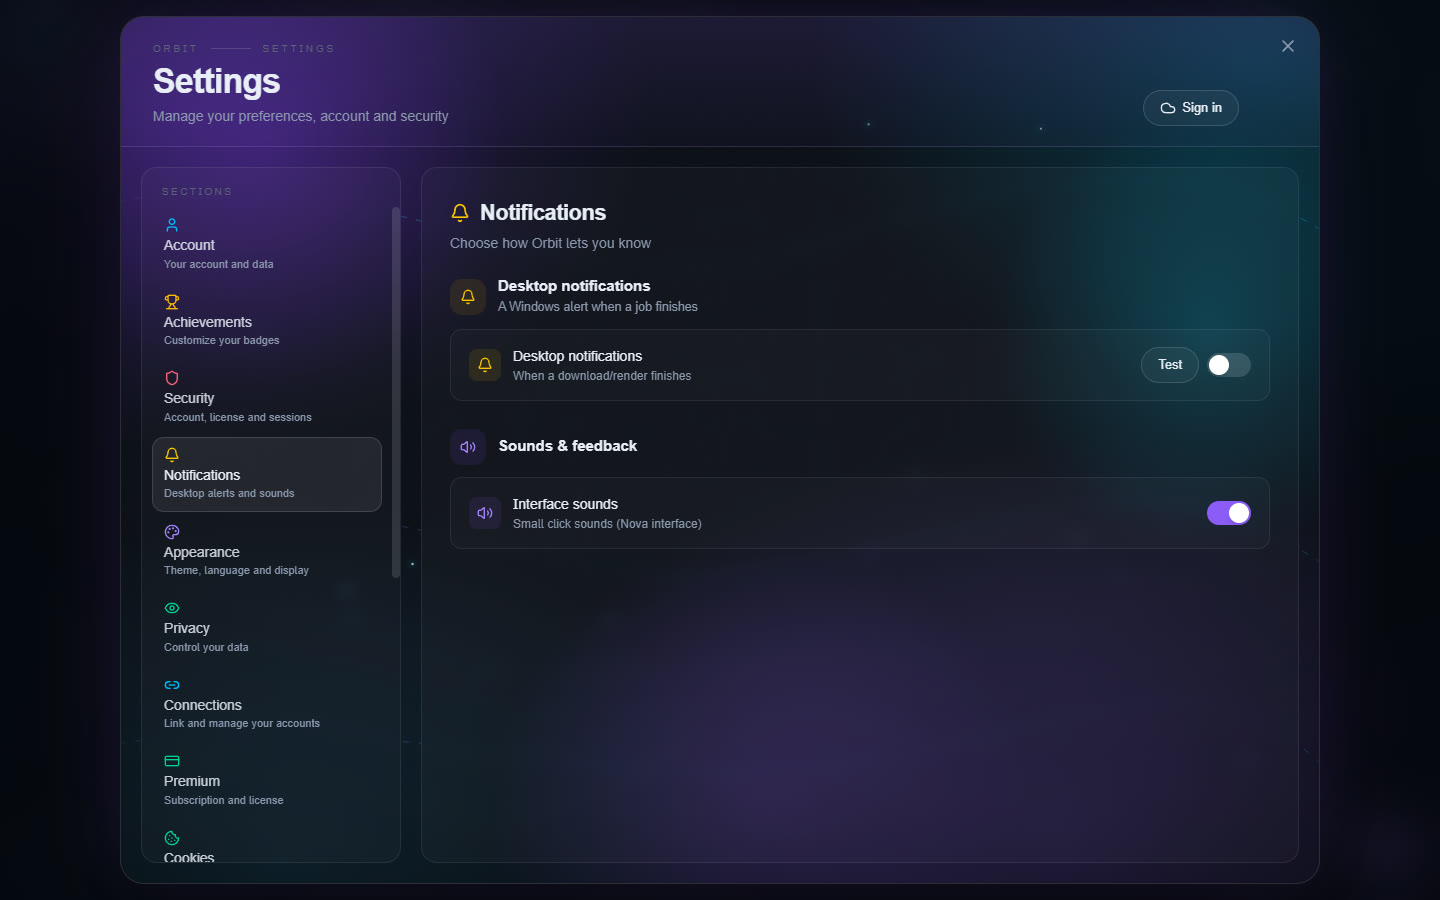 ORBIT SETTINGS
Settings
Manage your preferences, account and security
Sign in
SECTIONS
Account
Your account and data
Achievements
Customize your badges
Security
Account, license and sessions
Notifications
Desktop alerts and sounds
Appearance
Theme, language and display
Privacy
Control your data
Connections
Link and manage your accounts
Premium
Subscription and license
Cookies
Notifications
Choose how Orbit lets you know
Desktop notifications
A Windows alert when a job finishes
Desktop notifications
When a download/render finishes
Test
Sounds & feedback
Interface sounds
Small click sounds (Nova interface)